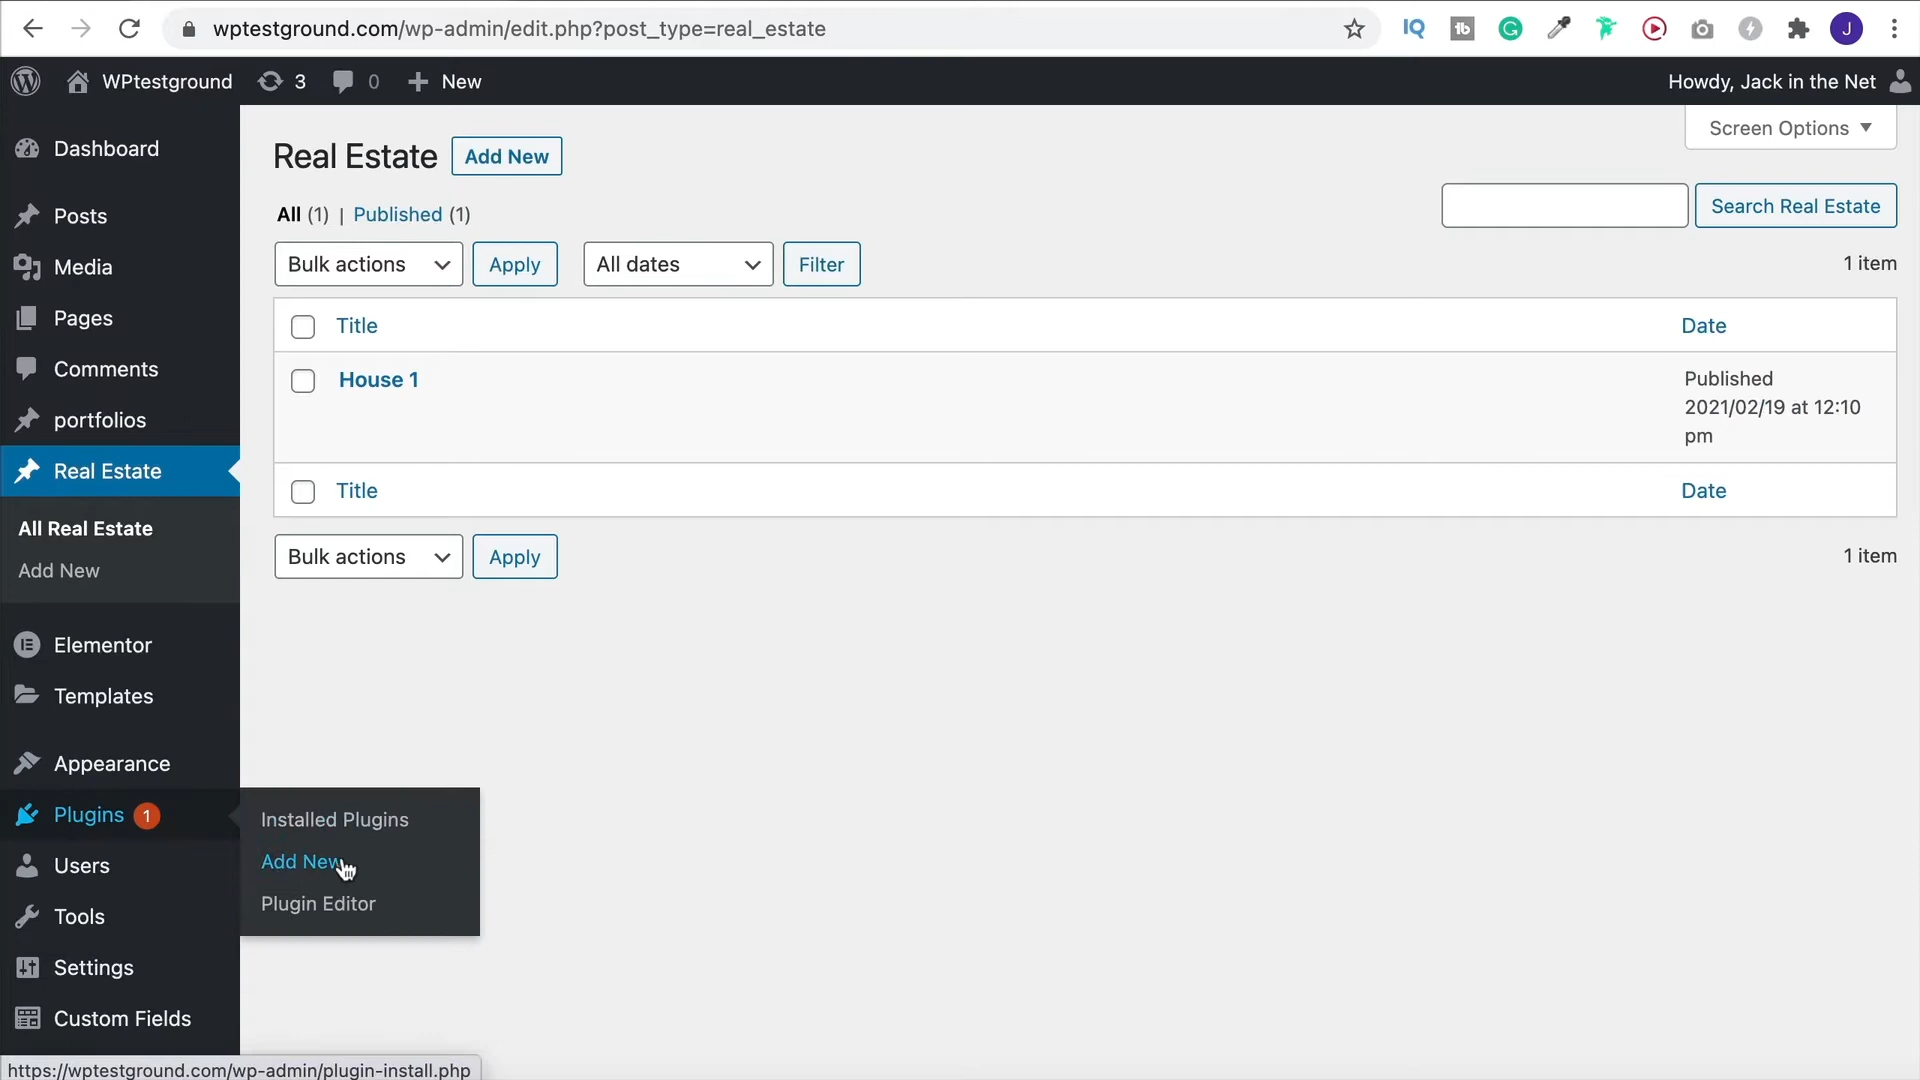 wptestground.com/wp-admin/edit.php?post_type=real_estate
IQ
tb
G
J
WPtestground
3
0
New
Howdy, Jack in the Net
Screen Options
Dashboard
Posts
Media
Pages
Comments
portfolios
Real Estate
All Real Estate
Add New
Elementor
Templates
Appearance
Plugins 1
Users
Tools
Settings
Custom Fields
Installed Plugins
Add New
Plugin Editor
Real Estate Add New
All (1) | Published (1)
Search Real Estate
Bulk actions Apply All dates Filter
1 item
Title Date
House 1
Published
2021/02/19 at 12:10
pm
Title Date
Bulk actions Apply
1 item
https://wptestground.com/wp-admin/plugin-install.php